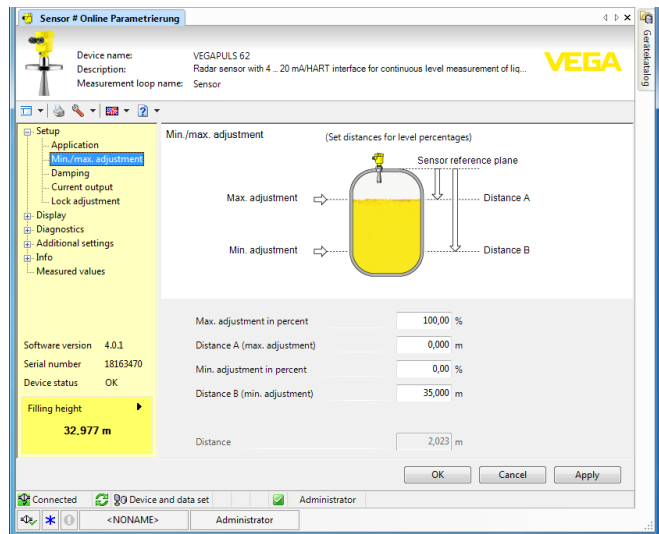 Sensor # Online Parametrierung
Gerätekatalog
Device name: VEGAPULS 62
Description: Radar sensor with 4 ... 20 mA/HART interface for continuous level measurement of liq...
Measurement loop name: Sensor
VEGA
Setup
Application
Min./max. adjustment
Damping
Current output
Lock adjustment
Display
Diagnostics
Additional settings
Info
Measured values
Software version 4.0.1
Serial number 18163470
Device status OK
Filling height
32,977 m
Min./max. adjustment (Set distances for level percentages)
Sensor reference plane
Max. adjustment Distance A
Min. adjustment Distance B
Max. adjustment in percent 100,00 %
Distance A (max. adjustment) 0,000 m
Min. adjustment in percent 0,00 %
Distance B (min. adjustment) 35,000 m
Distance 2,023 m
OK Cancel Apply
Connected Device and data set Administrator
<NONAME> Administrator